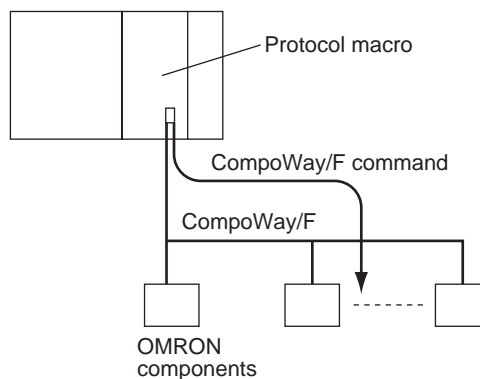 Protocol macro
CompoWay/F command
CompoWay/F
OMRON
components